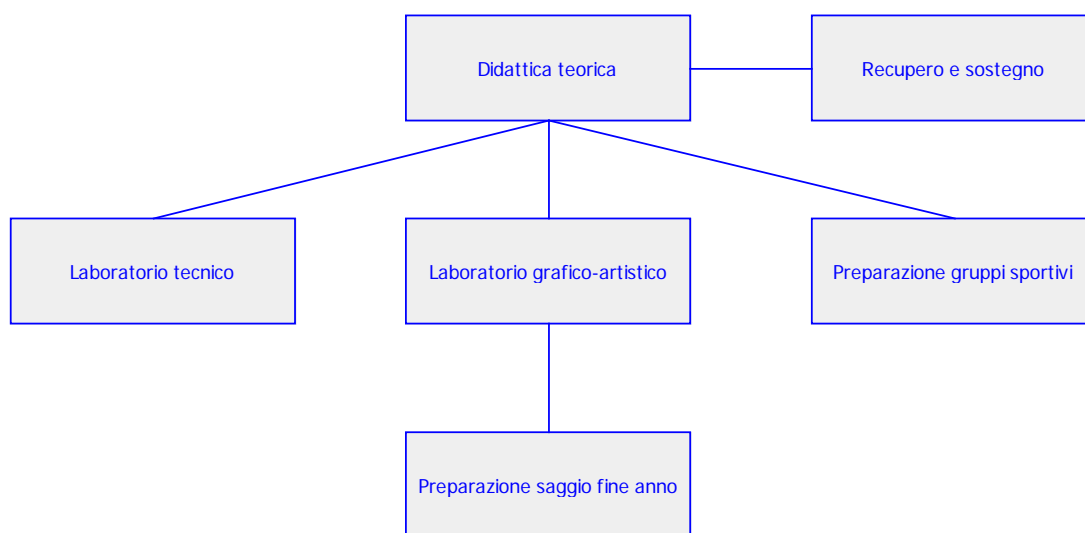 Didattica teorica
Recupero e sostegno
Laboratorio tecnico
Laboratorio grafico-artistico
Preparazione gruppi sportivi
Preparazione saggio fine anno